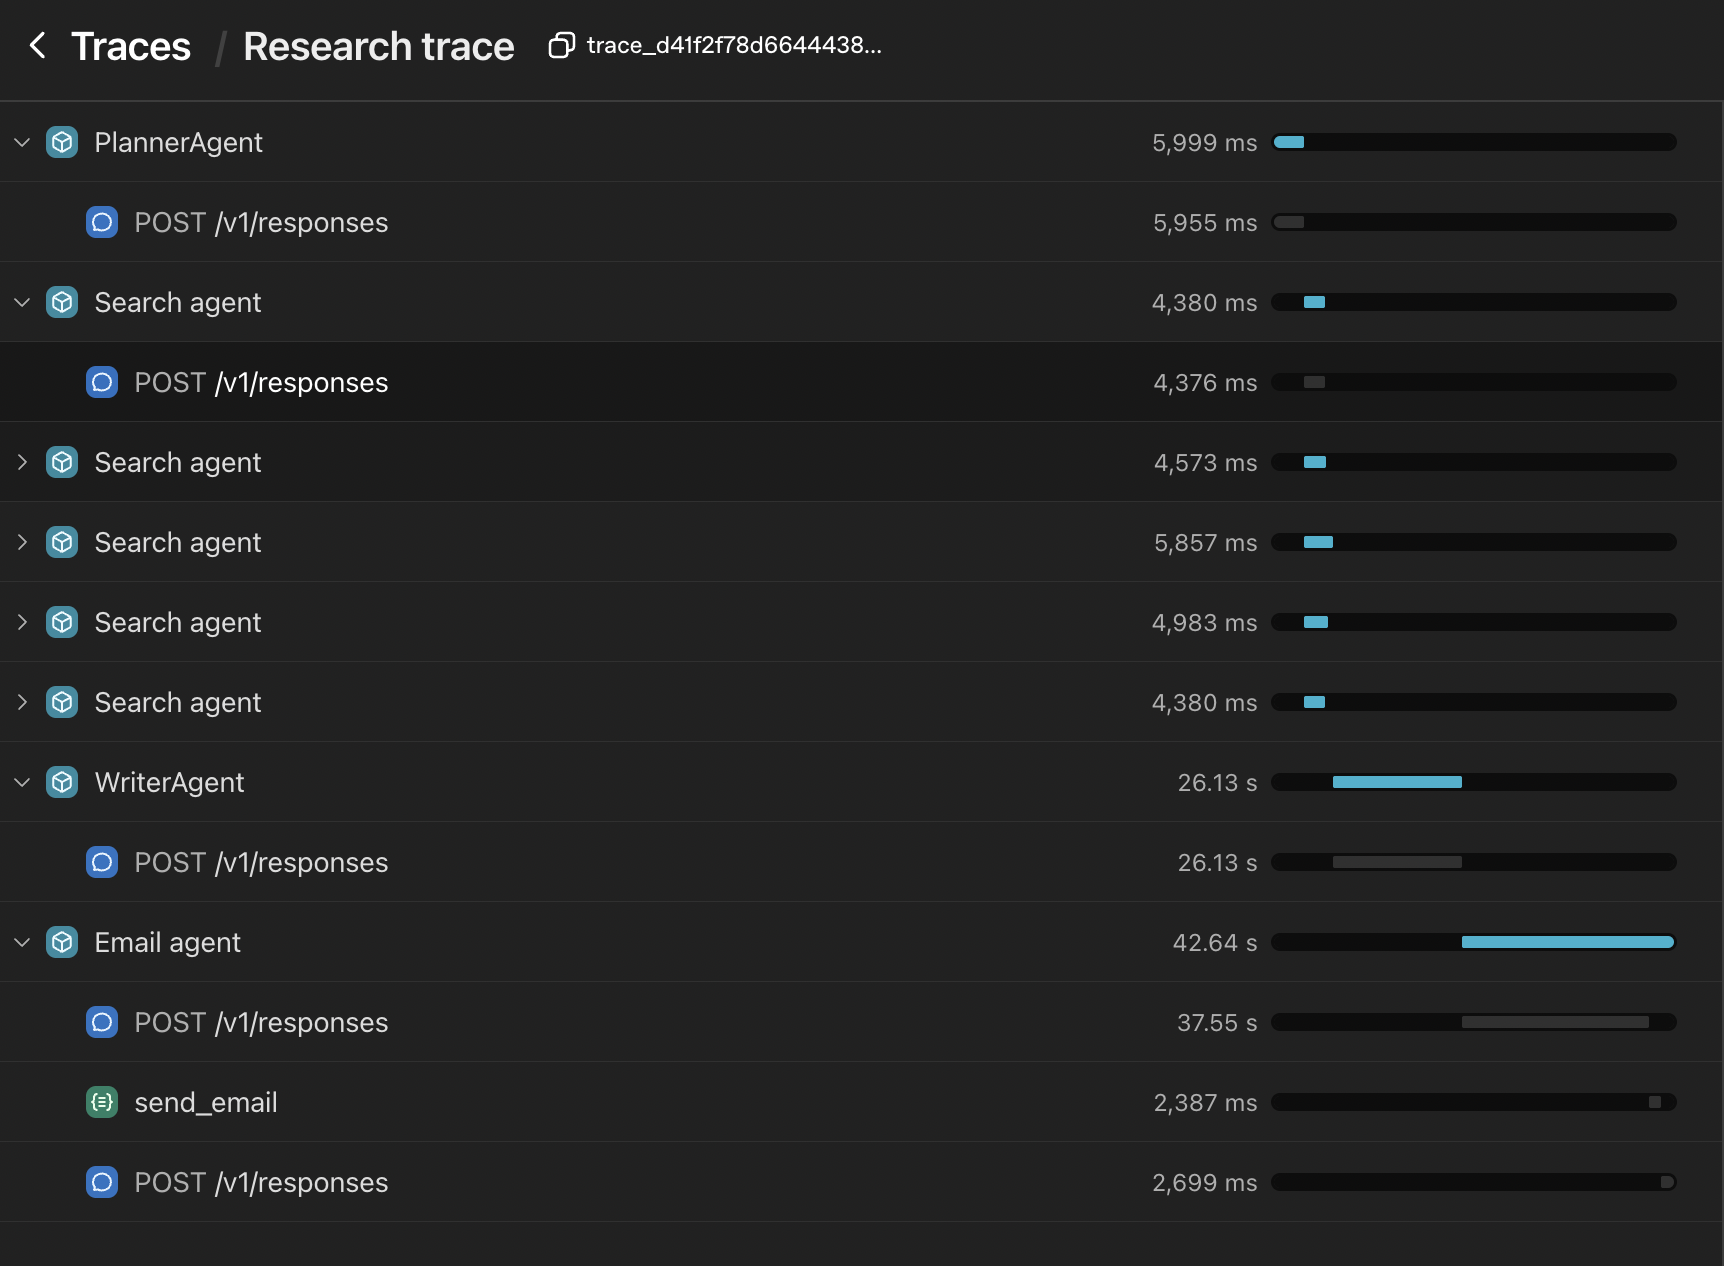 Traces / Research trace trace_d41f2f78d6644438...
PlannerAgent 5,999 ms
POST /v1/responses 5,955 ms
Search agent 4,380 ms
POST /v1/responses 4,376 ms
Search agent 4,573 ms
Search agent 5,857 ms
Search agent 4,983 ms
Search agent 4,380 ms
WriterAgent 26.13 s
POST /v1/responses 26.13 s
Email agent 42.64 s
POST /v1/responses 37.55 s
send_email 2,387 ms
POST /v1/responses 2,699 ms